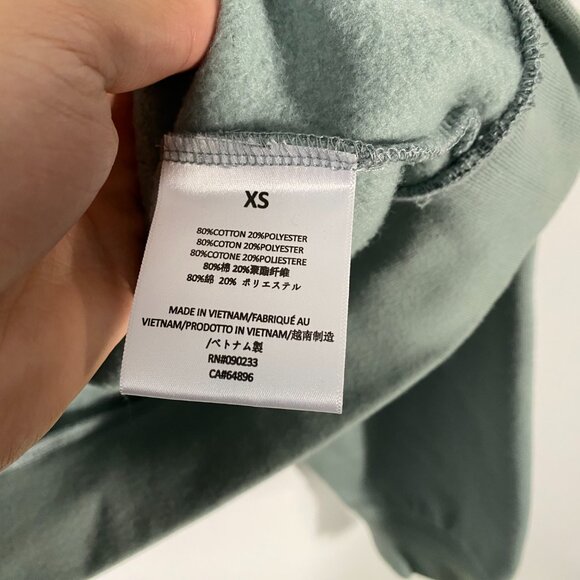 XS
80%COTTON 20%POLYESTER
80%COTON 20%POLYESTER
80%COTONE 20%POLIESTERE
80%棉 20%聚酯纤维
80%綿 20% ポリエステル
MADE IN VIETNAM/FABRIQUÉ AU
VIETNAM/PRODOTTO IN VIETNAM/越南制造
/ベトナム製
RN#090233
CA#64896